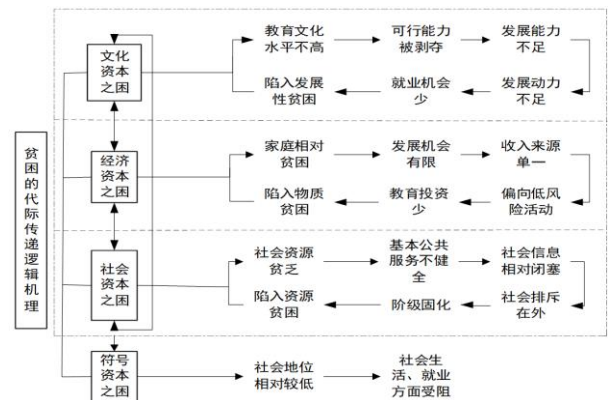 贫困的代际传递逻辑机理
文化
资本
之困
教育文化
水平不高
可行能力
被剥夺
发展能力
不足
陷入发展
性贫困
就业机会
少
发展动力
不足
经济
资本
之困
家庭相对
贫困
发展机会
有限
收入来源
单一
陷入物质
贫困
教育投资
少
偏向低风
险活动
社会
资本
之困
社会资源
贫乏
基本公共
服务不健
全
社会信息
相对闭塞
陷入资源
贫困
阶级固化
社会排斥
在外
符号
资本
之困
社会地位
相对较低
社会生
活、就业
方面受阻